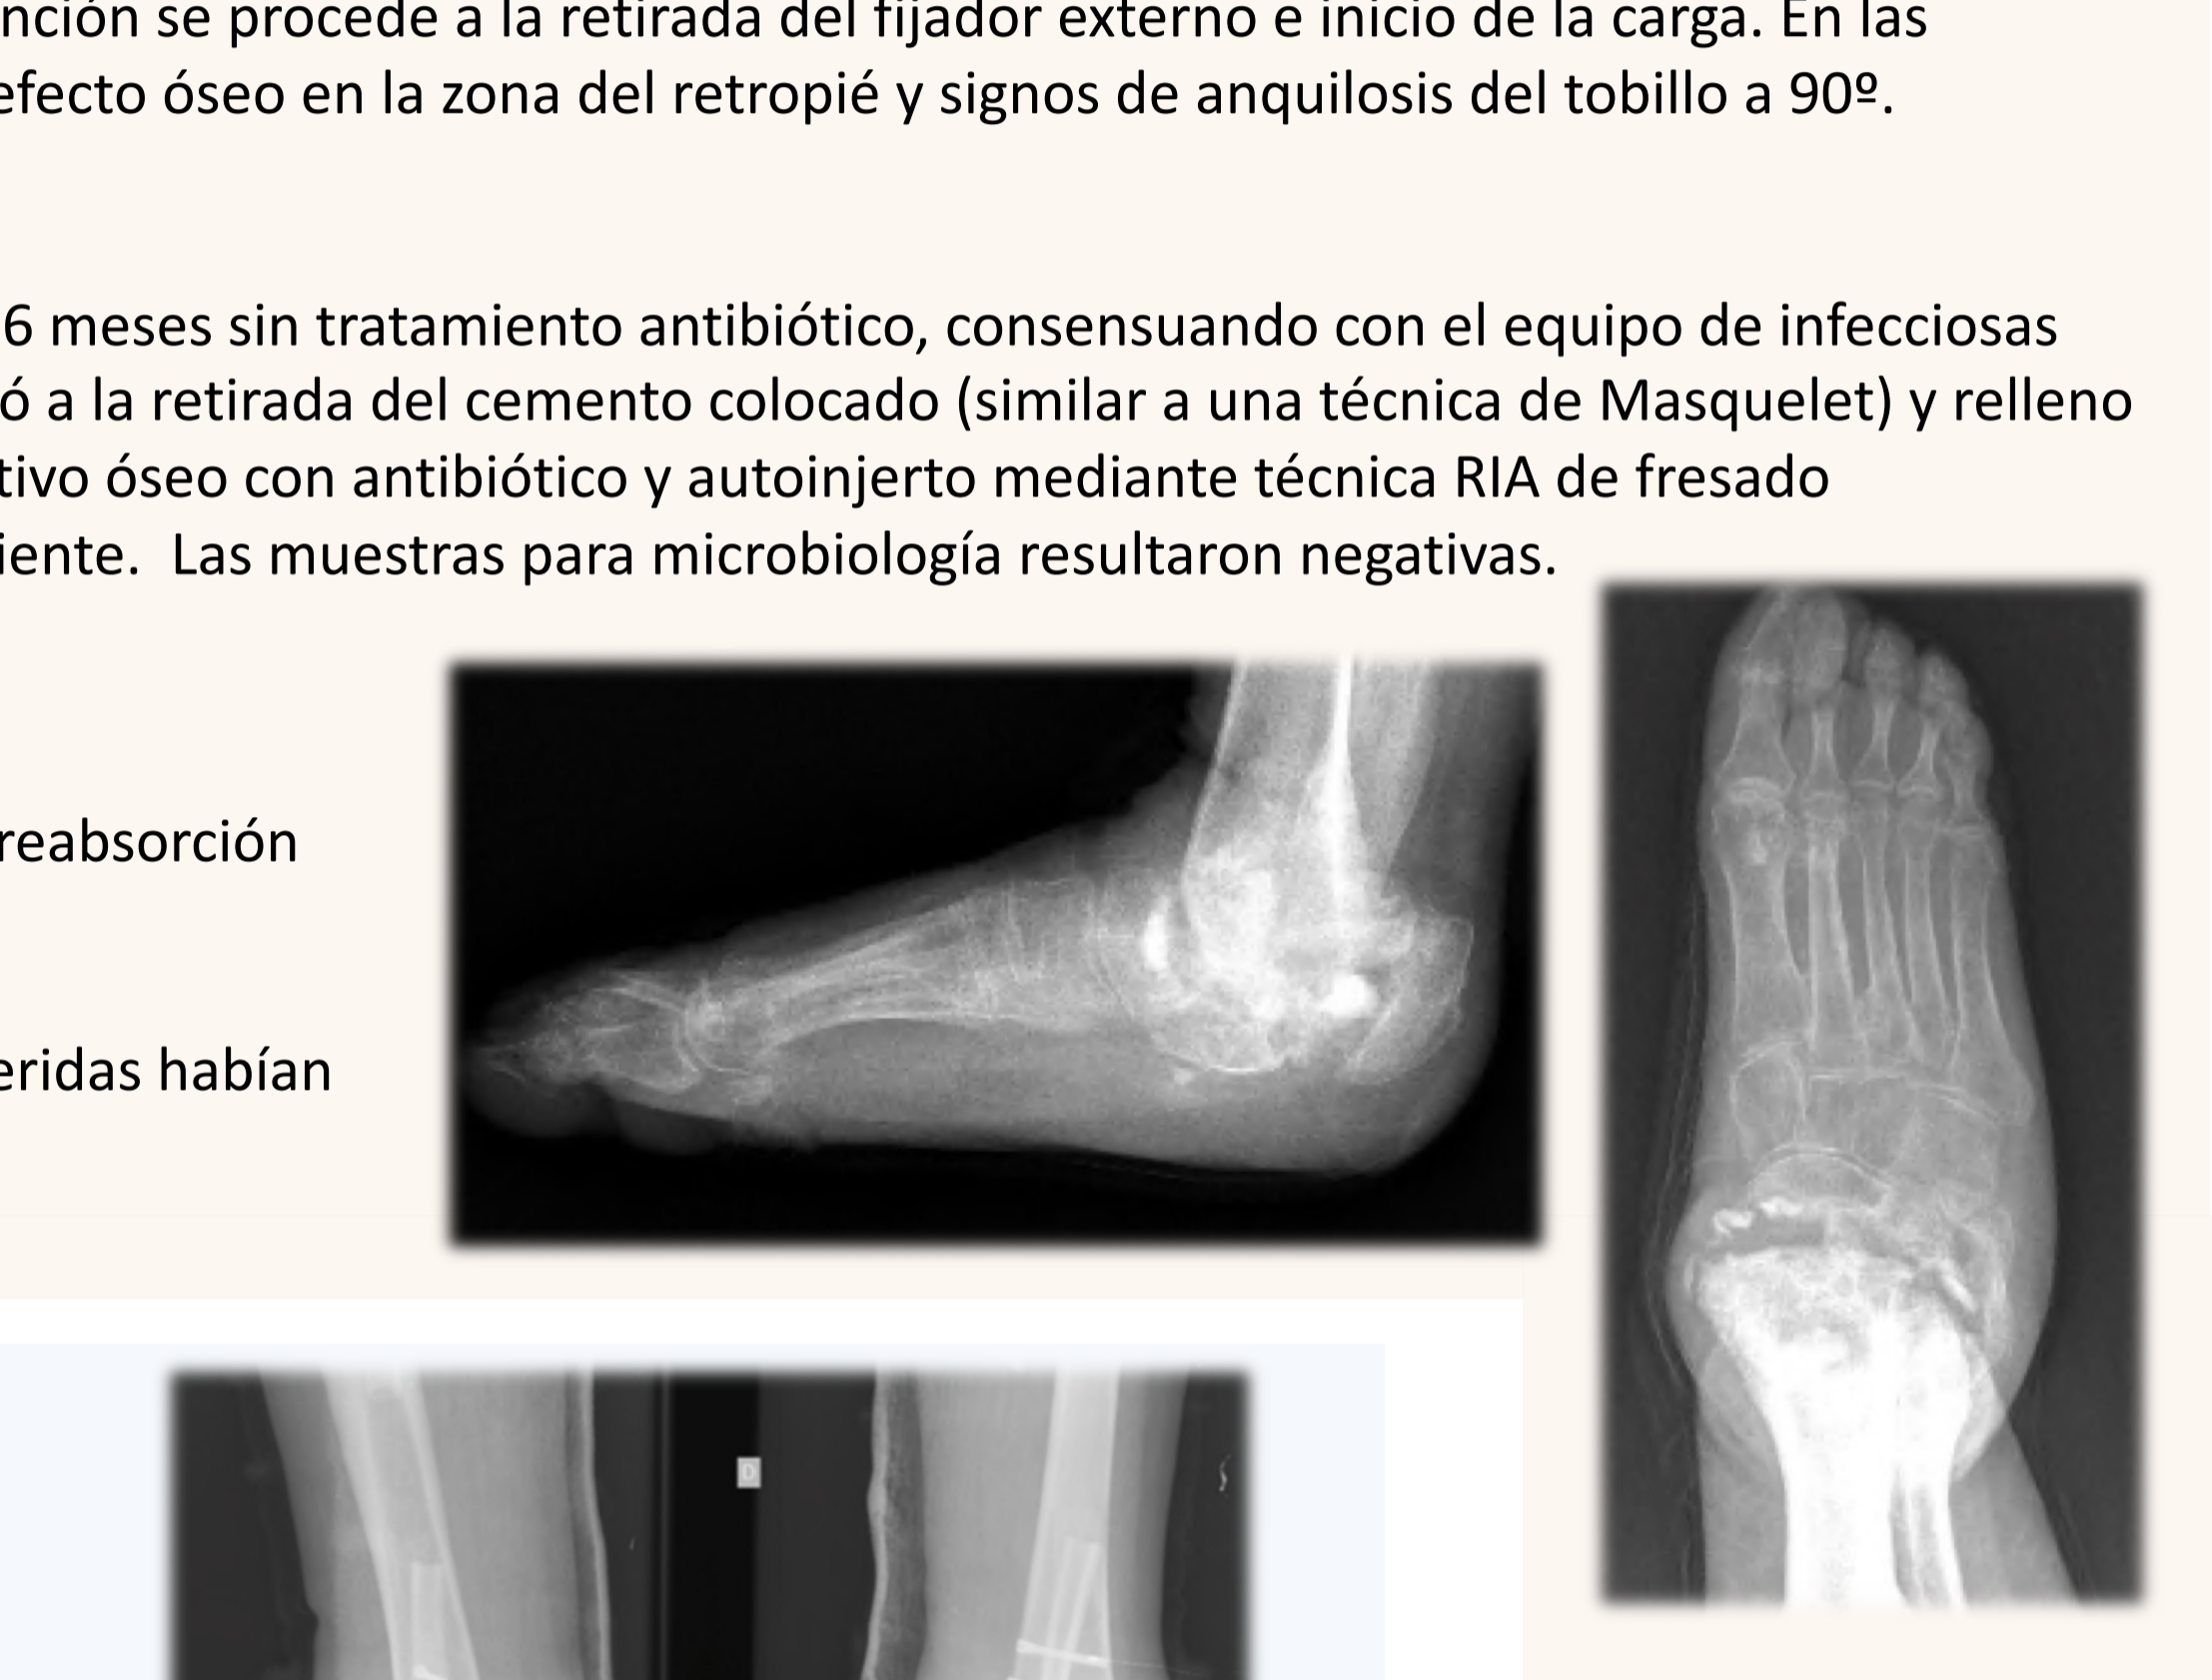 nción se procede a la retirada del fijador externo e inicio de la carga. En las
efecto óseo en la zona del retropié y signos de anquilosis del tobillo a 90º.
6 meses sin tratamiento antibiótico, consensuando con el equipo de infecciosas
ó a la retirada del cemento colocado (similar a una técnica de Masquelet) y relleno
tivo óseo con antibiótico y autoinjerto mediante técnica RIA de fresado
iente. Las muestras para microbiología resultaron negativas.
reabsorción
eridas habían
D